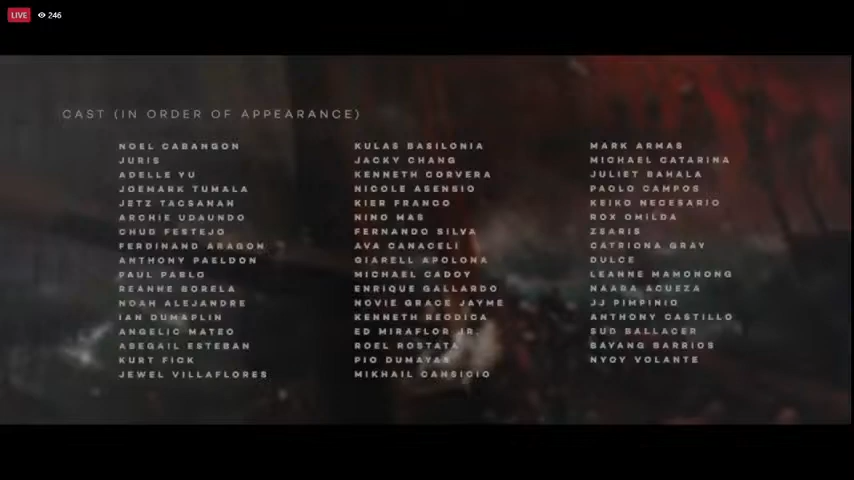 LIVE 246
CAST (IN ORDER OF APPEARANCE)
NOEL CABANGON
JURIS
ADELLE YU
JOEMARK TUMALA
JETZ TACSANAN
ARCHIE UDAUNDO
CHUD FESTEJO
FERDINAND ARAGON
ANTHONY PAELDON
PAUL PABLO
REANNE BORELA
NOAH ALEJANDRE
IAN DUMAPLIN
ANGELIC MATEO
ABEGAIL ESTEBAN
KURT FICK
JEWEL VILLAFLORES
KULAS BASILONIA
JACKY CHANG
KENNETH CORVERA
NICOLE ASENSIO
KIER FRANCO
NINO MAS
FERNANDO SILVA
AVA CANACELI
GIARELL APOLONA
MICHAEL CADOY
ENRIQUE GALLARDO
NOVIE GRACE JAYME
KENNETH REODICA
ED MIRAFLOR JR.
ROEL ROSTATA
PIO DUMAYAS
MIKHAIL CANSICIO
MARK ARMAS
MICHAEL CATARINA
JULIET BAHALA
PAOLO CAMPOS
KEIKO NECESARIO
ROX OMILDA
ZSARIS
CATRIONA GRAY
DULCE
LEANNE MAMONONG
NAARA ACUEZA
JJ PIMPINIO
ANTHONY CASTILLO
SUD BALLACER
BAYANG BARRIOS
NYOY VOLANTE